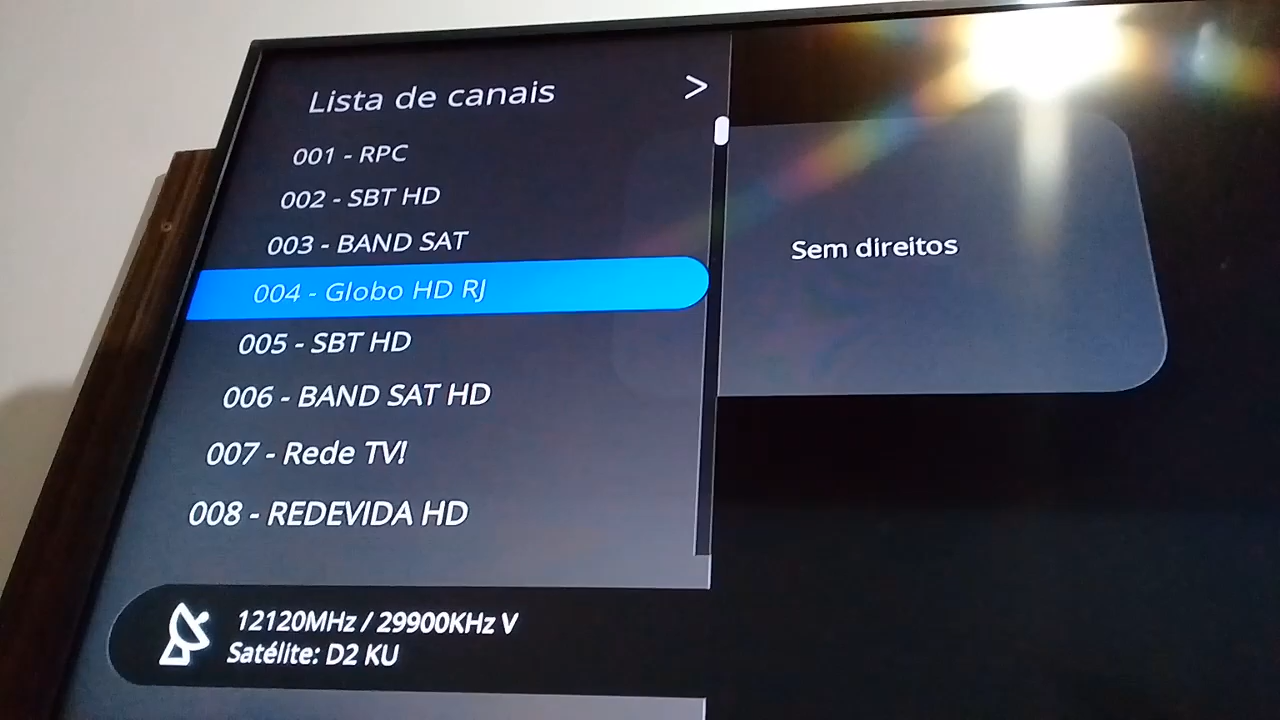 Lista de canais >
001 - RPC
002 - SBT HD
003 - BAND SAT
004 - Globo HD RJ
005 - SBT HD
006 - BAND SAT HD
007 - Rede TV!
008 - REDEVIDA HD
Sem direitos
12120MHz / 29900KHz V
Satélite: D2 KU